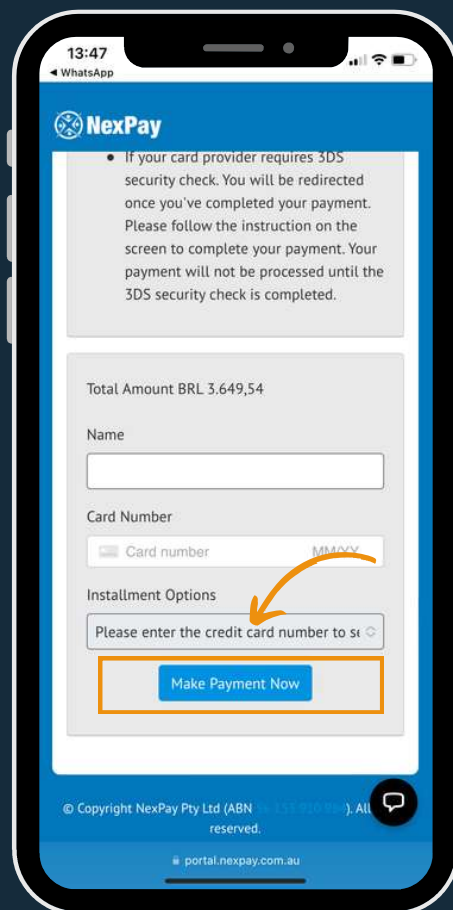 13:47
◀ WhatsApp
NexPay
• If your card provider requires 3DS
security check. You will be redirected
once you've completed your payment.
Please follow the instruction on the
screen to complete your payment. Your
payment will not be processed until the
3DS security check is completed.
Total Amount BRL 3.649,54
Name
Card Number
Card number MM/YY
Installment Options
Please enter the credit card number to se
Make Payment Now
© Copyright NexPay Pty Ltd (ABN ). All
reserved.
portal.nexpay.com.au